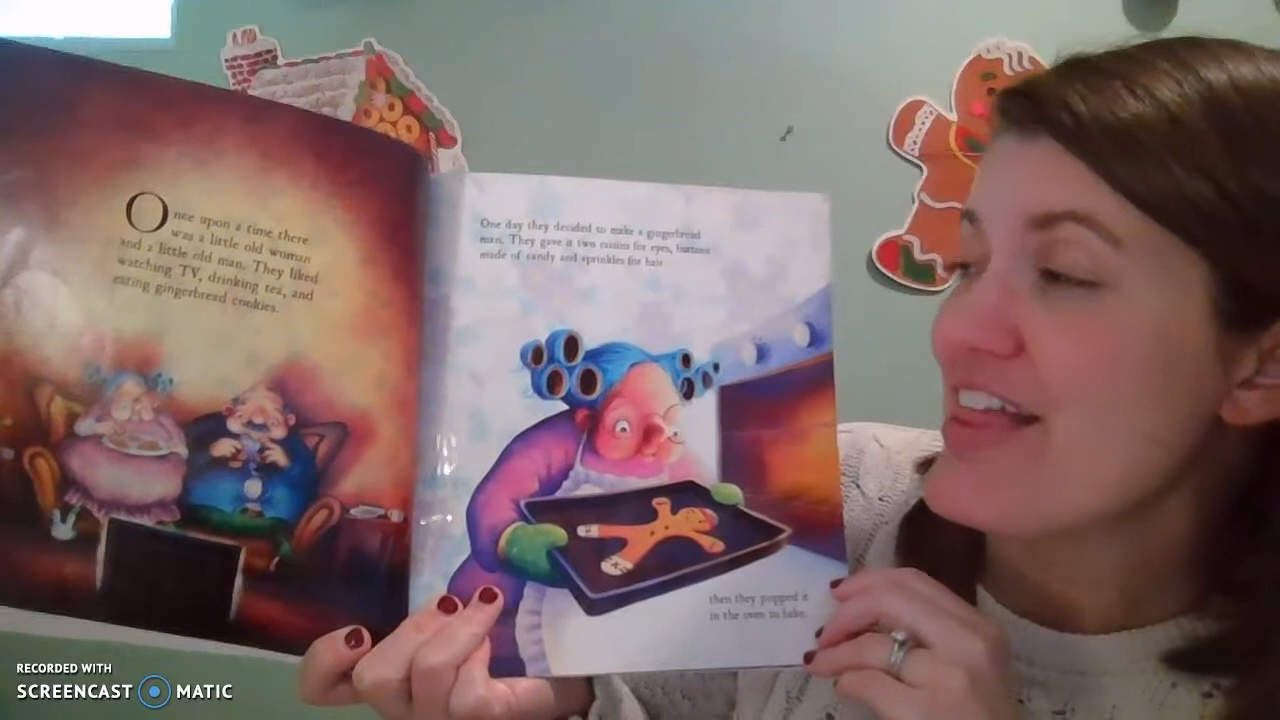 Once upon a time there
was a little old woman
and a little old man. They liked
watching TV, drinking tea, and
eating gingerbread cookies.
One day they decided to make a gingerbread
man. They gave it two raisins for eyes, buttons
made of candy and sprinkles for hair
then they popped it
in the oven to bake.
RECORDED WITH
SCREENCAST MATIC